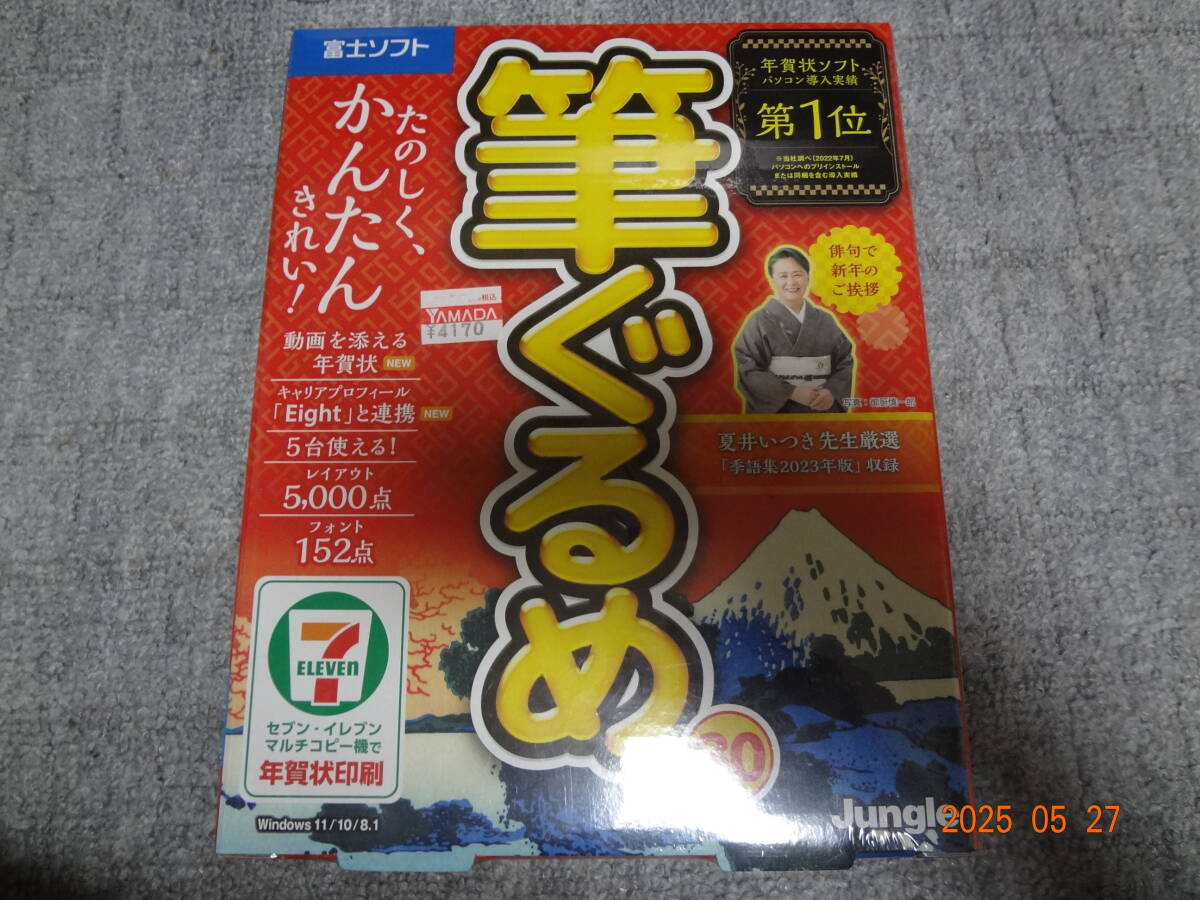 富士ソフト
たのしく、
かんたん
きれい!
筆ぐるめ
30
年賀状ソフト
パソコン導入実績
第1位
※当社調べ(2022年7月)
パソコンへのプリインストール
または同梱を含む導入実績
俳句で
新年の
ご挨拶
夏井いつき先生厳選
「季語集2023年版」収録
税込
YAMADA
¥4170
動画を添える
年賀状 NEW
キャリアプロフィール
「Eight」と連携 NEW
5台使える!
レイアウト
5,000点
フォント
152点
7
ELEVEn
セブン‐イレブン
マルチコピー機で
年賀状印刷
Windows 11/10/8.1
Jungle
2025 05 27